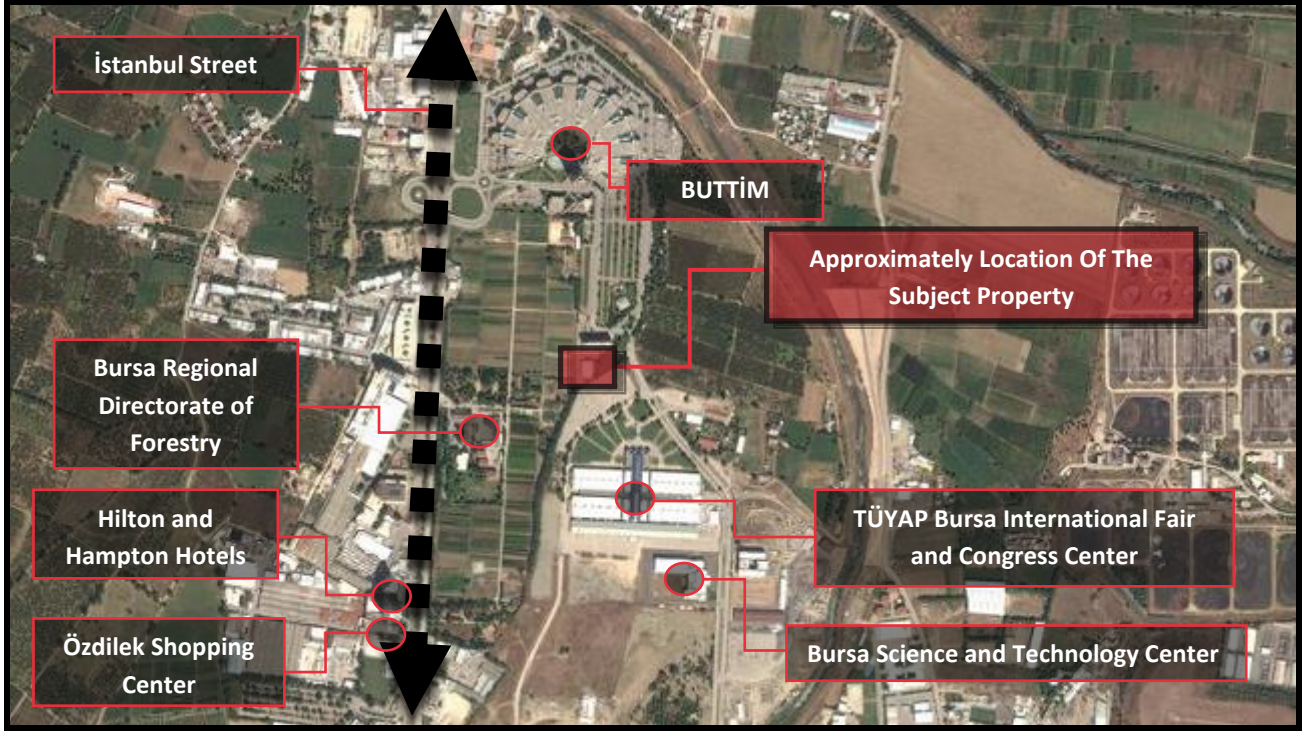 İstanbul Street
BUTTİM
Approximately Location Of The
Subject Property
Bursa Regional
Directorate of
Forestry
Hilton and
Hampton Hotels
TÜYAP Bursa International Fair
and Congress Center
Özdilek Shopping
Center
Bursa Science and Technology Center